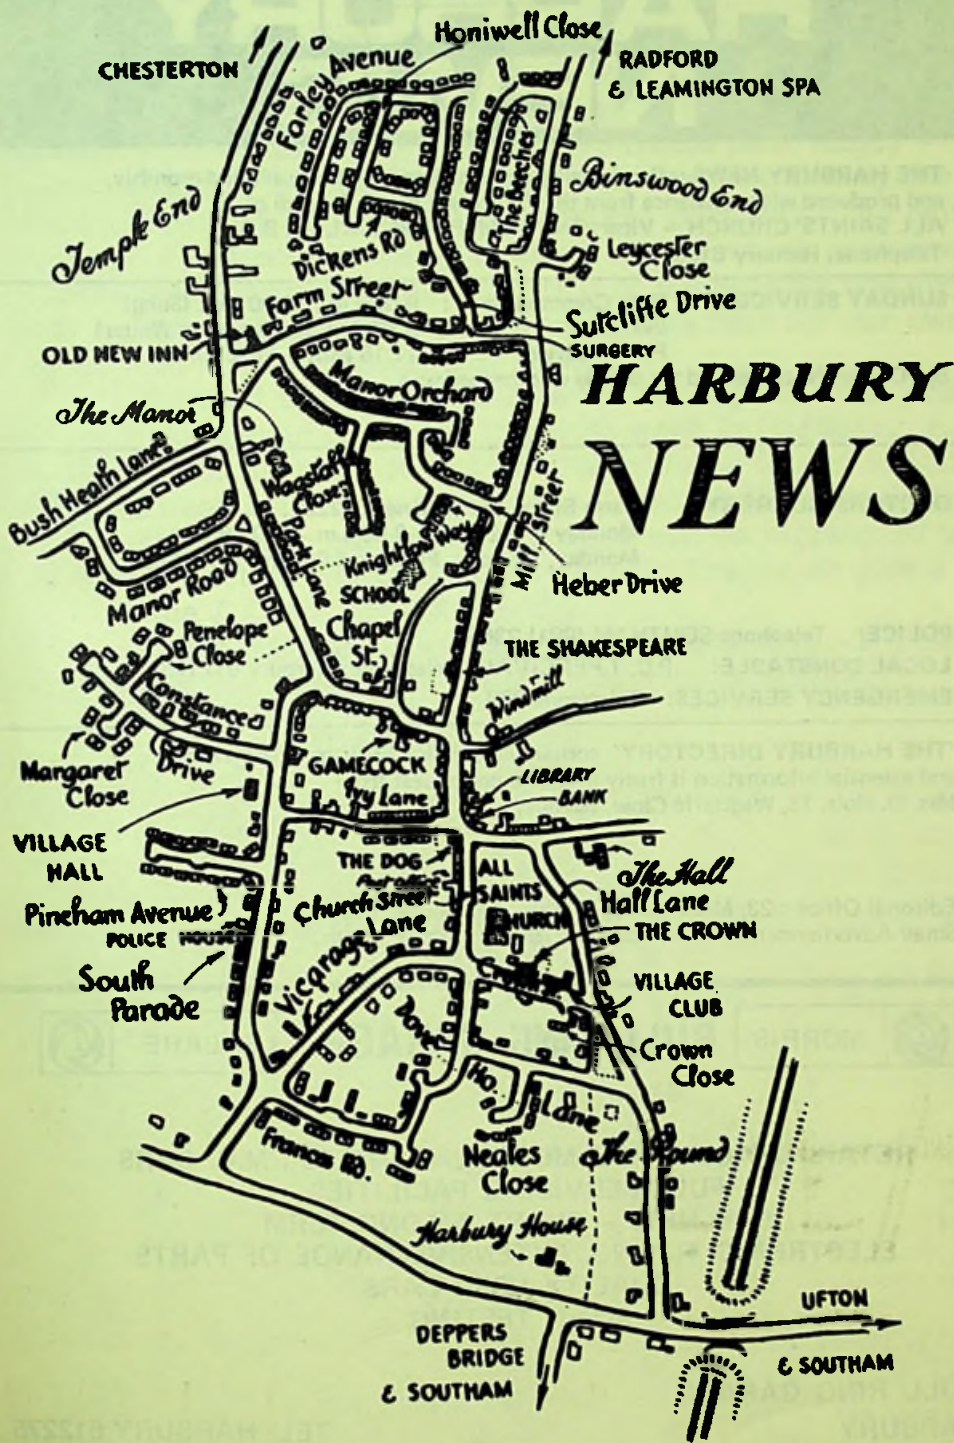 Honiwell Close
CHESTERTON
RADFORD
& LEAMINGTON SPA
Farley Avenue
The Beeches
Binswood End
Temple End
Dickens Rd
Leycester
Close
Farm Street
Sutcliffe Drive
SURGERY
OLD NEW INN
HARBURY
NEWS
Manor Orchard
The Manor
Bush Heath Lane
Wagstaff
Close
Park Lane
Mill Street
Knightlow
SCHOOL
Heber Drive
Manor Road
Chapel
St.
Penelope
Close
THE SHAKESPEARE
Windmill
Constance
Drive
Margaret
Close
GAMECOCK
LIBRARY
BANK
Ivy Lane
VILLAGE
HALL
THE DOG
Post office
ALL
SAINTS
CHURCH
The Hall
Hall Lane
Church Street
THE CROWN
Pineham Avenue
POLICE HOUSE
Vicarage Lane
South
Parade
VILLAGE
CLUB
Crown
Close
Lane
Frances Rd.
Neales
Close
The Pound
Harbury House
UFTON
& SOUTHAM
DEPPERS
BRIDGE
& SOUTHAM